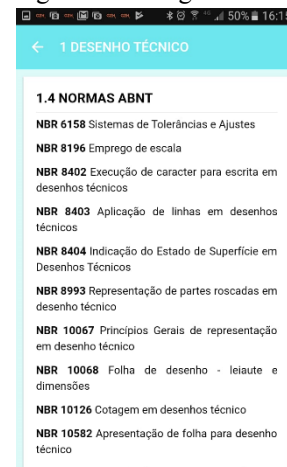 50% 16:15
← 1 DESENHO TÉCNICO
1.4 NORMAS ABNT
NBR 6158 Sistemas de Tolerâncias e Ajustes
NBR 8196 Emprego de escala
NBR 8402 Execução de caracter para escrita em
desenhos técnicos
NBR 8403 Aplicação de linhas em desenhos
técnicos
NBR 8404 Indicação do Estado de Superfície em
Desenhos Técnicos
NBR 8993 Representação de partes roscadas em
desenho técnico
NBR 10067 Princípios Gerais de representação
em desenho técnico
NBR 10068 Folha de desenho - leiaute e
dimensões
NBR 10126 Cotagem em desenhos técnico
NBR 10582 Apresentação de folha para desenho
técnico